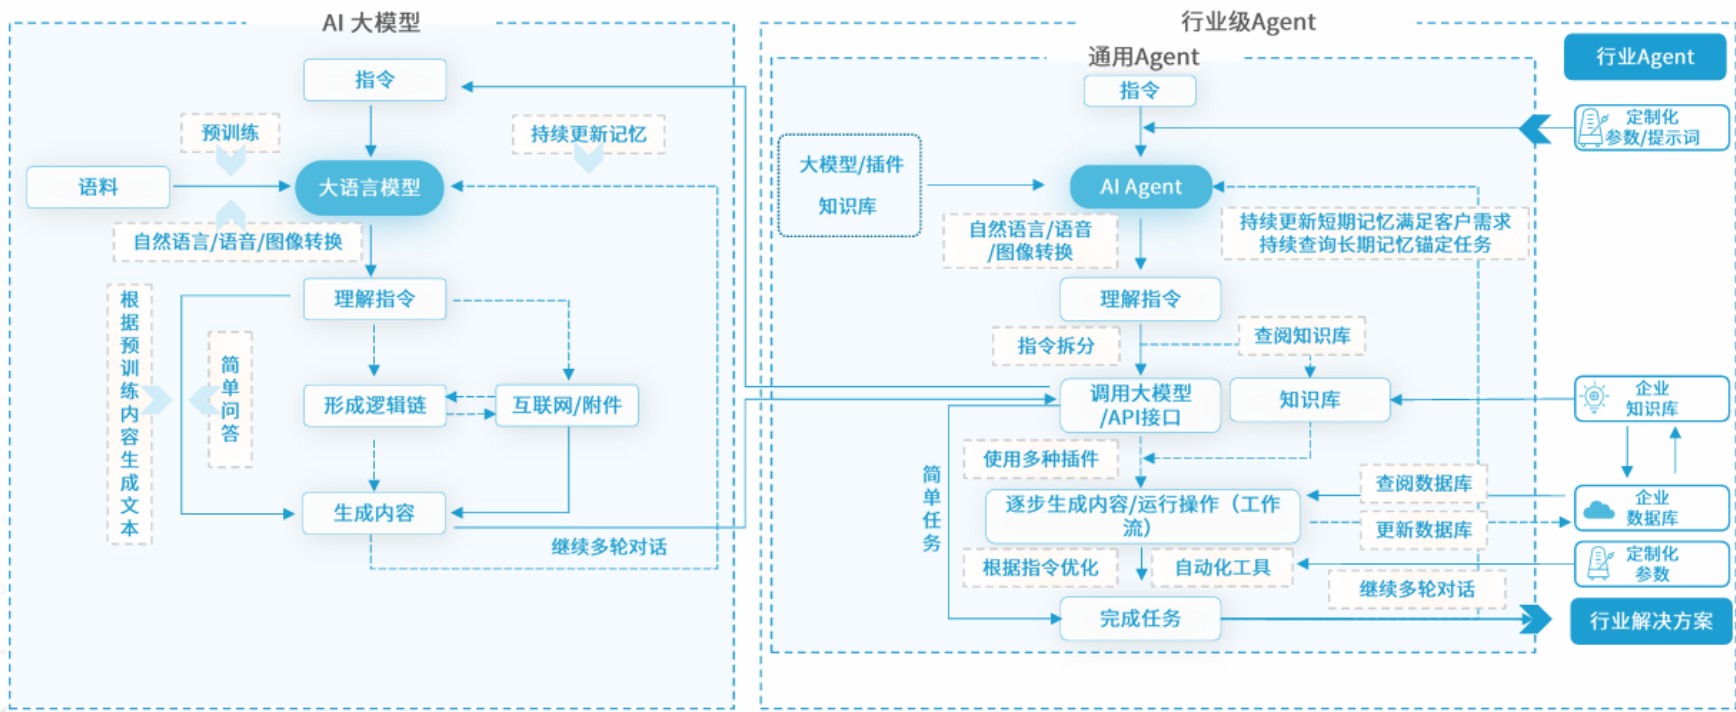 AI 大模型
指令
预训练
持续更新记忆
语料
大语言模型
自然语言/语音/图像转换
理解指令
根据预训练内容生成文本
简单问答
形成逻辑链
互联网/附件
生成内容
继续多轮对话
行业级Agent
通用Agent
行业Agent
指令
定制化
参数/提示词
大模型/插件
知识库
AI Agent
自然语言/语音
/图像转换
持续更新短期记忆满足客户需求
持续查询长期记忆锚定任务
理解指令
指令拆分
查阅知识库
调用大模型
/API接口
知识库
企业
知识库
简单任务
使用多种插件
查阅数据库
逐步生成内容/运行操作（工作
流）
更新数据库
企业
数据库
根据指令优化
自动化工具
定制化
参数
继续多轮对话
完成任务
行业解决方案